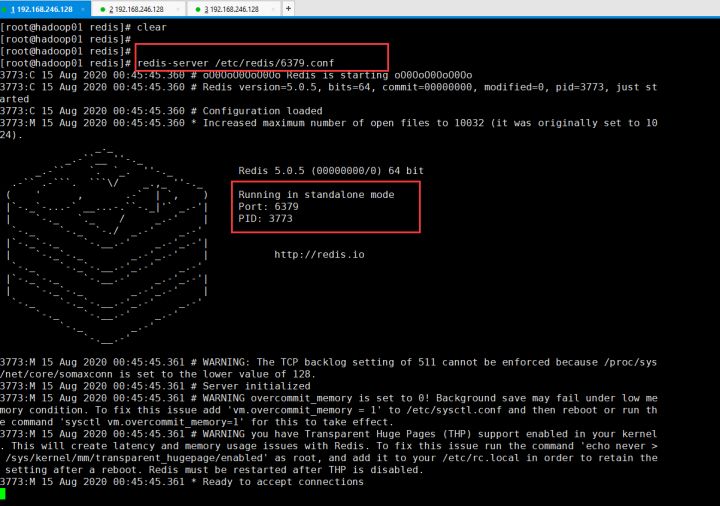 1 192.168.246.128
2 192.168.246.128
3 192.168.246.128
+
[root@hadoop01 redis]# clear
[root@hadoop01 redis]#
[root@hadoop01 redis]#
[root@hadoop01 redis]# redis-server /etc/redis/6379.conf
3773:C 15 Aug 2020 00:45:45.360 # oO0OoO0OoO0Oo Redis is starting oO0OoO0OoO0Oo
3773:C 15 Aug 2020 00:45:45.360 # Redis version=5.0.5, bits=64, commit=00000000, modified=0, pid=3773, just st
arted
3773:C 15 Aug 2020 00:45:45.360 # Configuration loaded
3773:M 15 Aug 2020 00:45:45.360 * Increased maximum number of open files to 10032 (it was originally set to 10
24).
Redis 5.0.5 (00000000/0) 64 bit
Running in standalone mode
Port: 6379
PID: 3773
http://redis.io
3773:M 15 Aug 2020 00:45:45.361 # WARNING: The TCP backlog setting of 511 cannot be enforced because /proc/sys
/net/core/somaxconn is set to the lower value of 128.
3773:M 15 Aug 2020 00:45:45.361 # Server initialized
3773:M 15 Aug 2020 00:45:45.361 # WARNING overcommit_memory is set to 0! Background save may fail under low me
mory condition. To fix this issue add 'vm.overcommit_memory = 1' to /etc/sysctl.conf and then reboot or run th
e command 'sysctl vm.overcommit_memory=1' for this to take effect.
3773:M 15 Aug 2020 00:45:45.361 # WARNING you have Transparent Huge Pages (THP) support enabled in your kernel
. This will create latency and memory usage issues with Redis. To fix this issue run the command 'echo never >
/sys/kernel/mm/transparent_hugepage/enabled' as root, and add it to your /etc/rc.local in order to retain the
setting after a reboot. Redis must be restarted after THP is disabled.
3773:M 15 Aug 2020 00:45:45.361 * Ready to accept connections